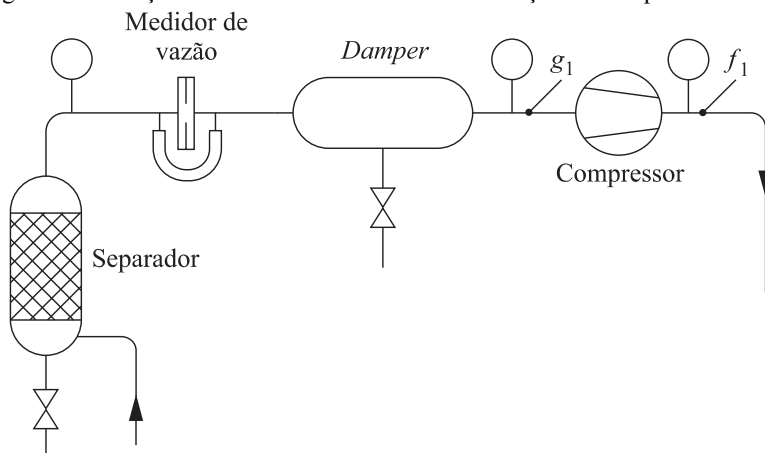 Medidor de
vazão
Damper
g1
f1
Compressor
Separador